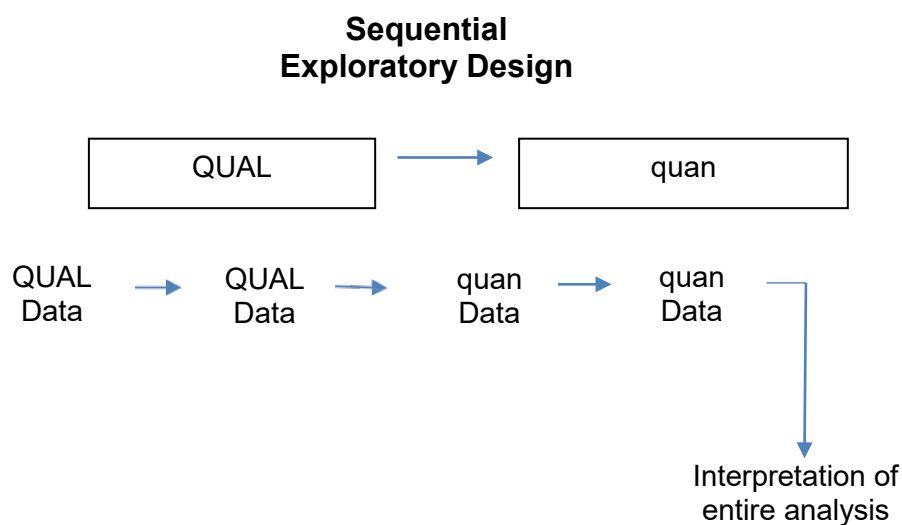 Sequential
Exploratory Design
QUAL
quan
QUAL
Data
QUAL
Data
quan
Data
quan
Data
Interpretation of
entire analysis